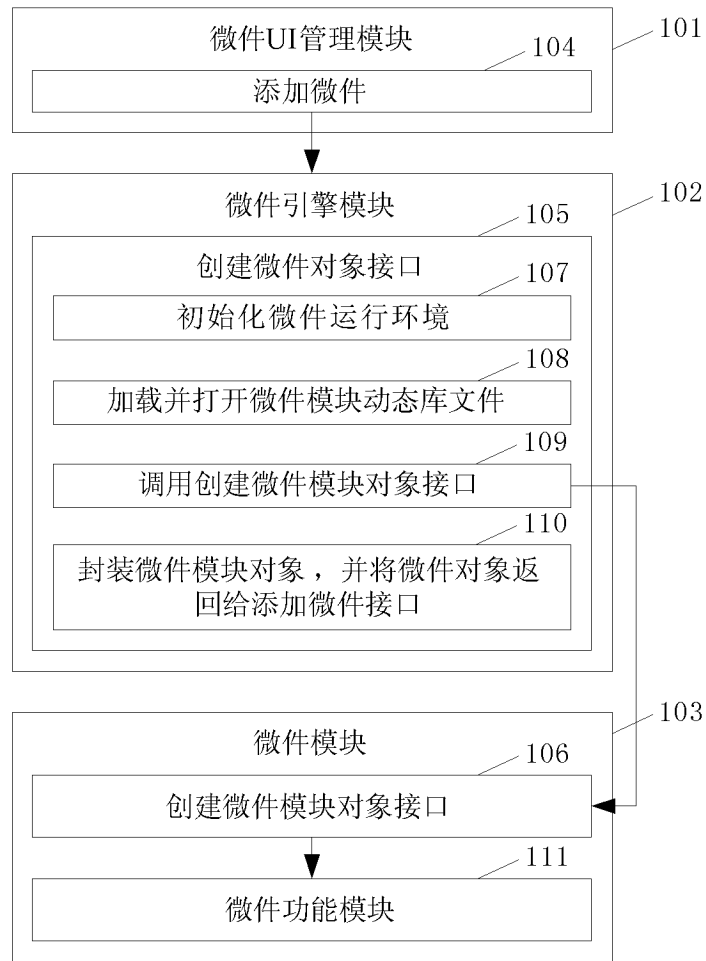 微件UI管理模块
101
104
添加微件
102
微件引擎模块
105
创建微件对象接口
107
初始化微件运行环境
108
加载并打开微件模块动态库文件
109
调用创建微件模块对象接口
110
封装微件模块对象，并将微件对象返
回给添加微件接口
103
微件模块
106
创建微件模块对象接口
111
微件功能模块